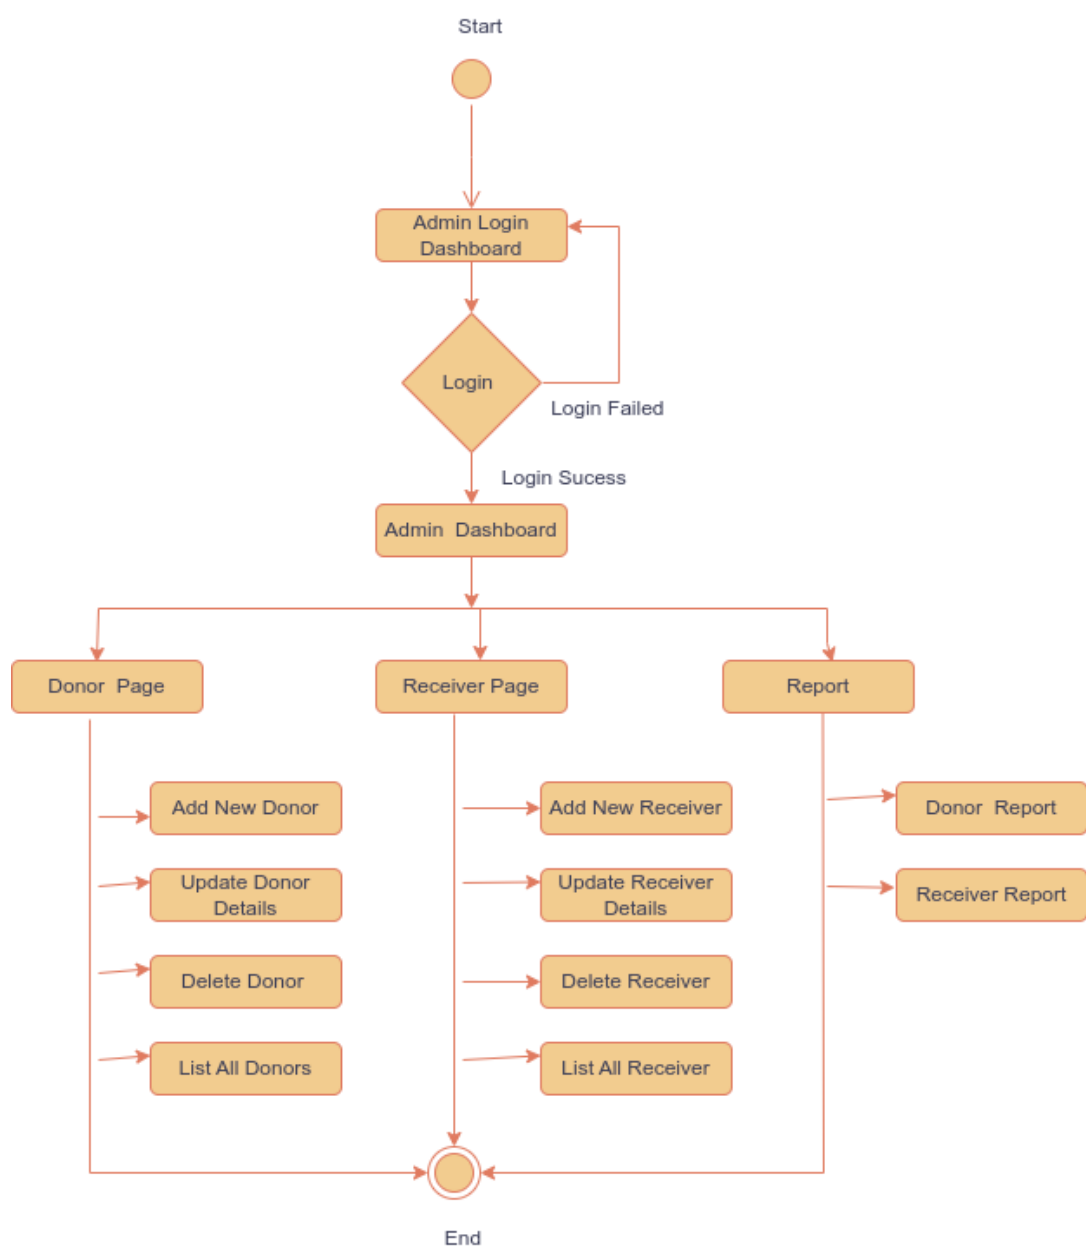 Start
Admin Login
Dashboard
Login
Login Failed
Login Sucess
Admin  Dashboard
Donor  Page
Receiver Page
Report
Add New Donor
Add New Receiver
Donor  Report
Update Donor
Details
Update Receiver
Details
Receiver Report
Delete Donor
Delete Receiver
List All Donors
List All Receiver
End